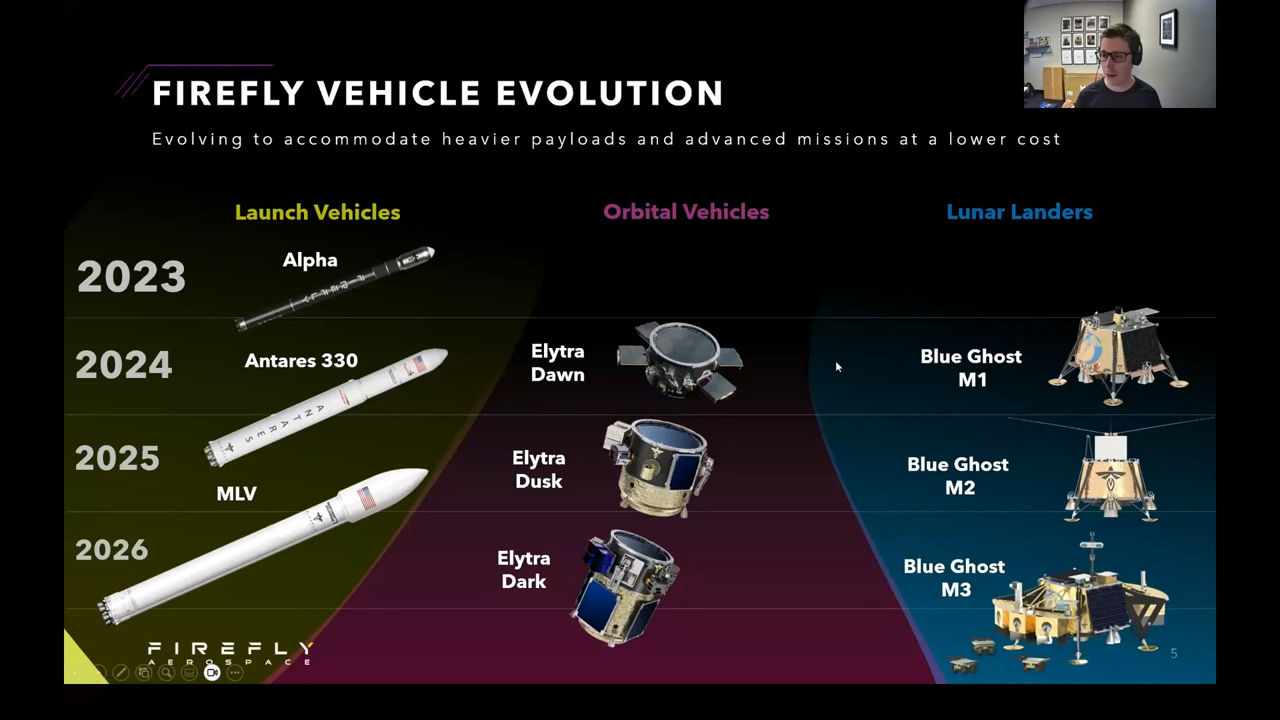 FIREFLY VEHICLE EVOLUTION
Evolving to accommodate heavier payloads and advanced missions at a lower cost
Launch Vehicles
Orbital Vehicles
Lunar Landers
2023
Alpha
2024
Antares 330
ANTARES
Elytra
Dawn
Blue Ghost
M1
2025
MLV
Elytra
Dusk
Blue Ghost
M2
2026
Elytra
Dark
Blue Ghost
M3
FIREFLY
AEROSPACE
5